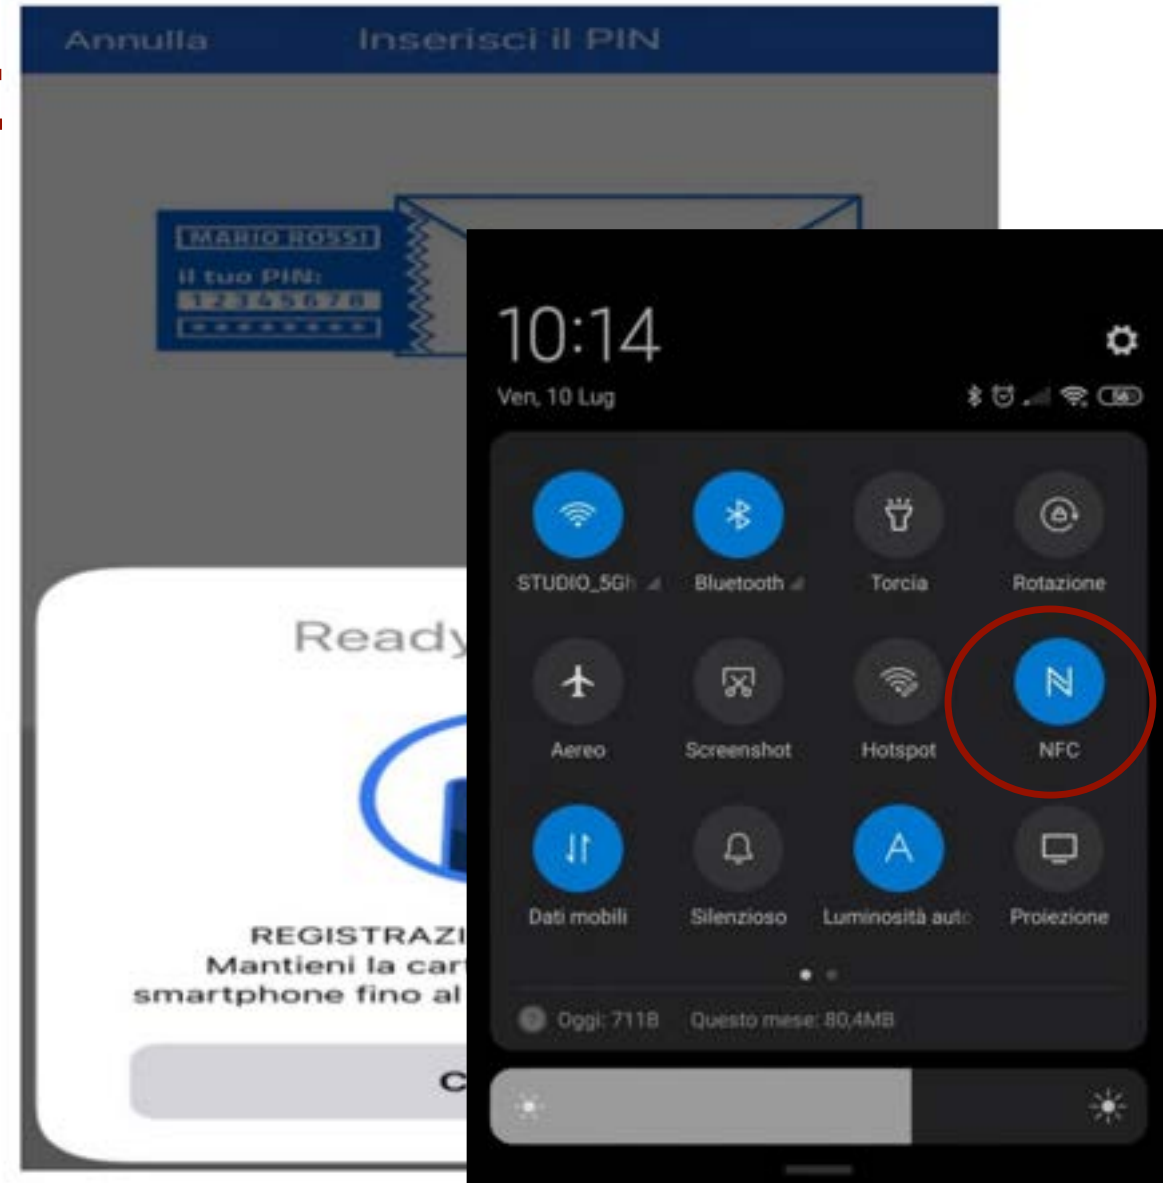 Annulla Inserisci il PIN
MARIO ROSSI
il tuo PIN:
12345678
********
Ready
REGISTRAZI
Mantieni la cart
smartphone fino al
C
10:14
Ven, 10 Lug
56
STUDIO_5Gh Bluetooth Torcia Rotazione
Aereo Screenshot Hotspot NFC
Dati mobili Silenzioso Luminosità auto Proiezione
Oggi: 711B Questo mese: 80,4MB